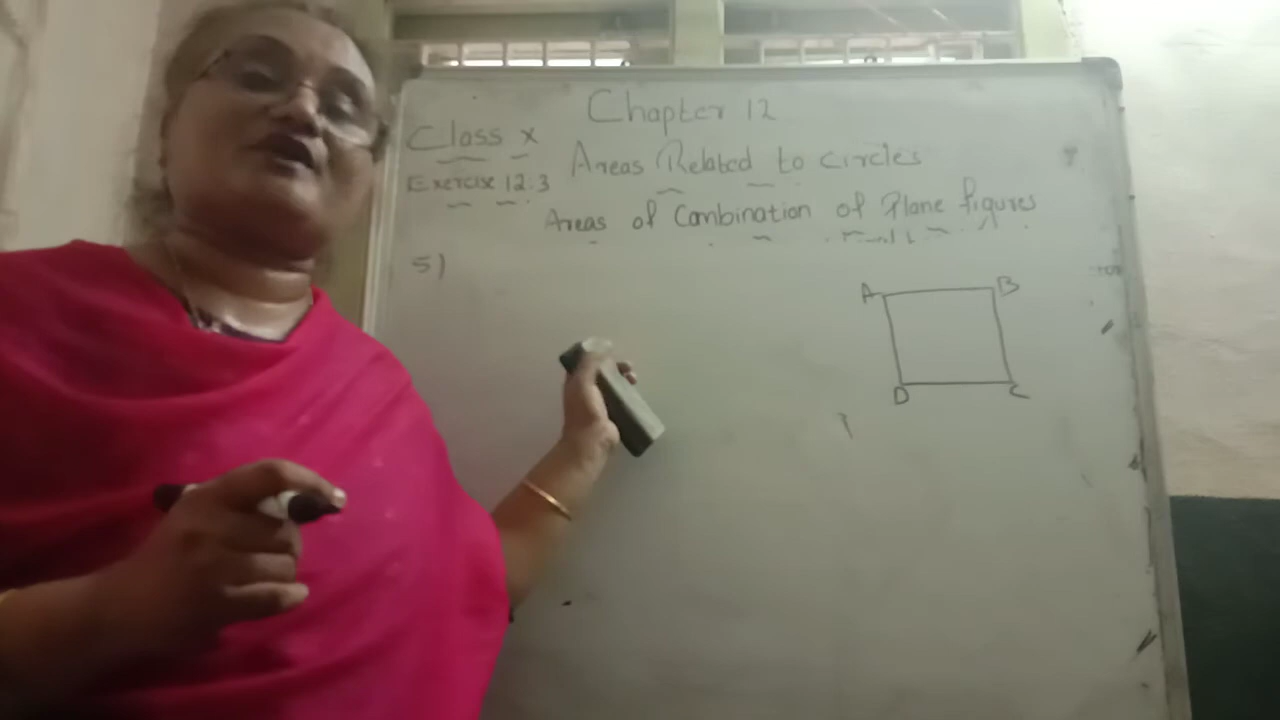 Chapter 12
Class X
Areas Related to circles
Exercise 12.3
Areas of Combination of Plane figures
5)
A B
D C